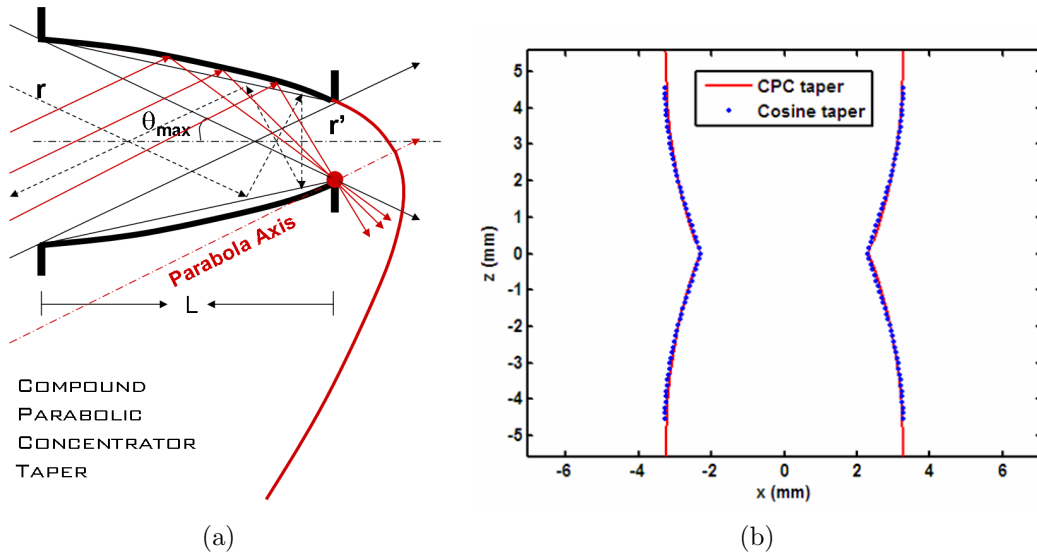 r
θmax
r'
Parabola Axis
L
COMPOUND
PARABOLIC
CONCENTRATOR
TAPER
(a)
CPC taper
Cosine taper
5
4
3
2
1
0
-1
-2
-3
-4
-5
z (mm)
-6
-4
-2
0
2
4
6
x (mm)
(b)